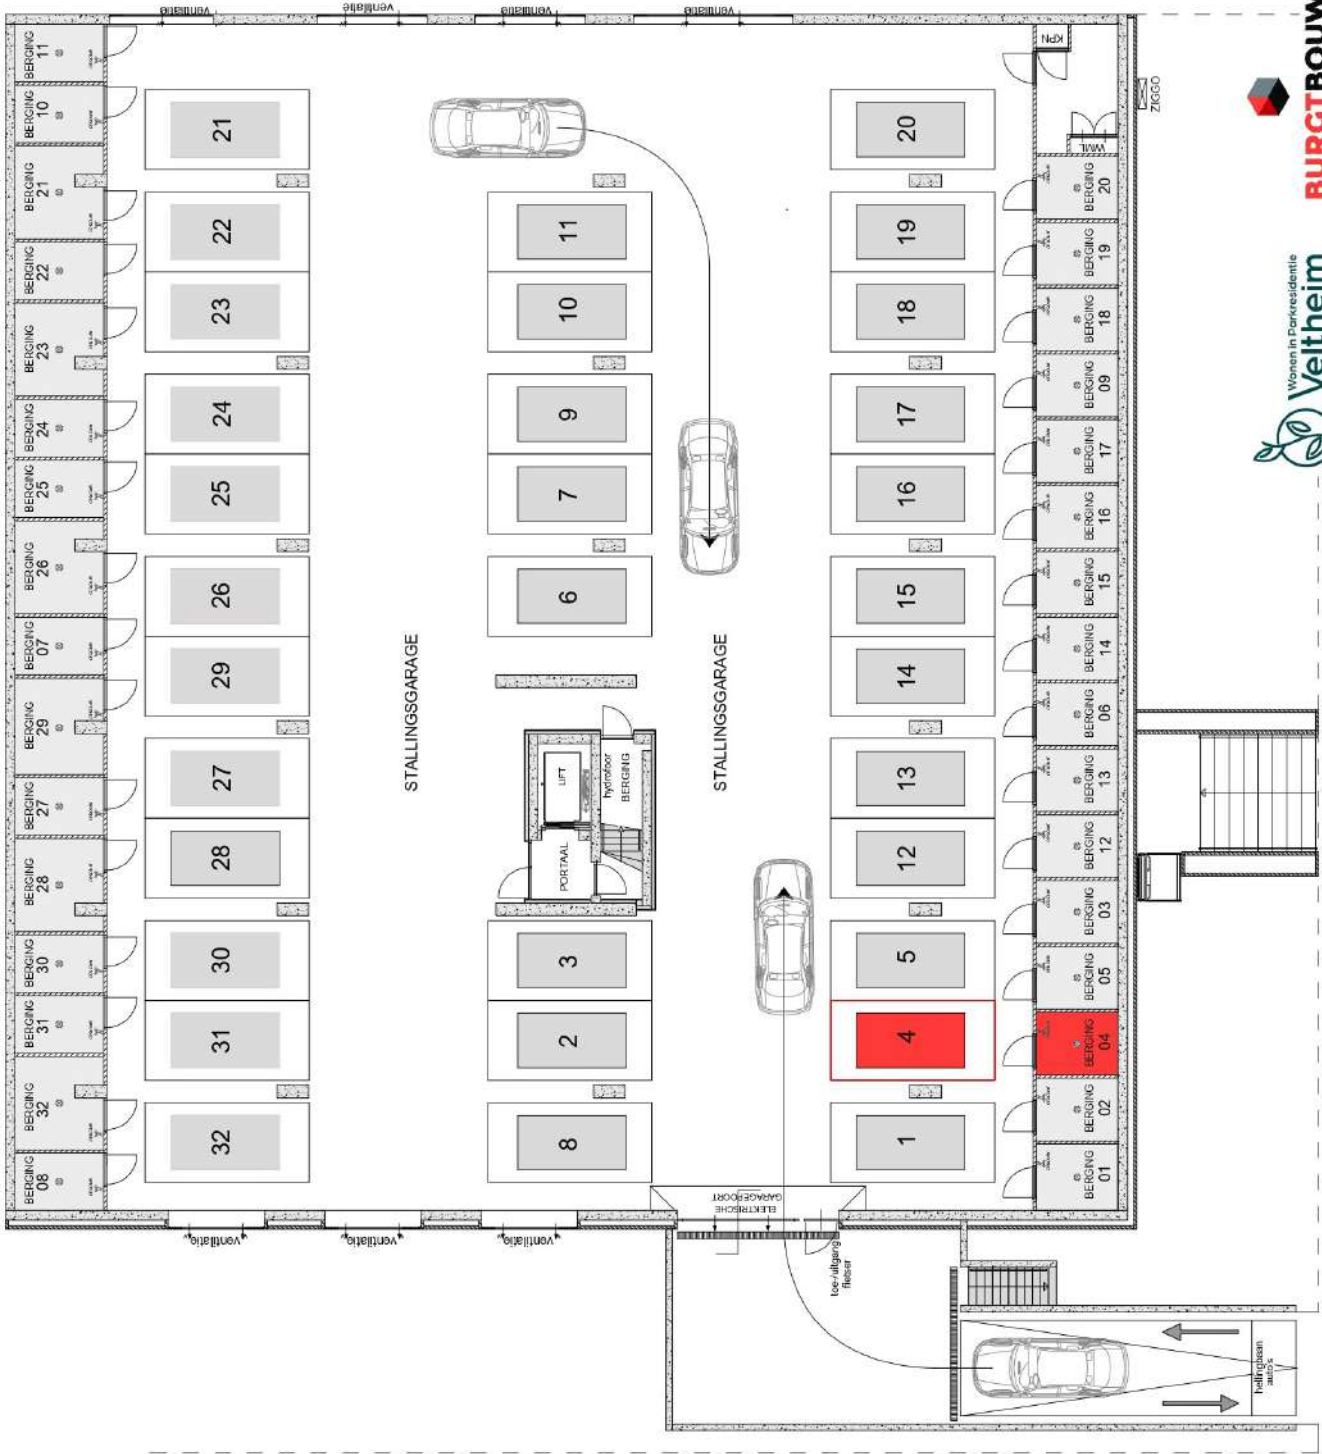 ventilatie
ventilatie
ventilatie
ventilatie
BERGING
11
BERGING
10
BERGING
21
BERGING
22
BERGING
23
BERGING
24
BERGING
25
BERGING
26
BERGING
07
BERGING
29
BERGING
27
BERGING
28
BERGING
30
BERGING
31
BERGING
32
BERGING
08
21
22
23
24
25
26
29
27
28
30
31
32
STALLINGSGARAGE
11
10
9
7
6
LIFT
hydrofoor
BERGING
PORTAAL
3
2
8
STALLINGSGARAGE
20
19
18
17
16
15
14
13
12
5
4
1
KPN
WML
ZIGGO
BERGING
20
BERGING
19
BERGING
18
BERGING
09
BERGING
17
BERGING
16
BERGING
15
BERGING
14
BERGING
06
BERGING
13
BERGING
12
BERGING
03
BERGING
05
BERGING
04
BERGING
02
BERGING
01
ventilatie
ventilatie
ventilatie
ELEKTRISCHE
GARAGEPOORT
toe-/uitgang
fietser
hellingbaan
auto's
BURGTBOUW
Wonen in Parkresidentie
Veltheim